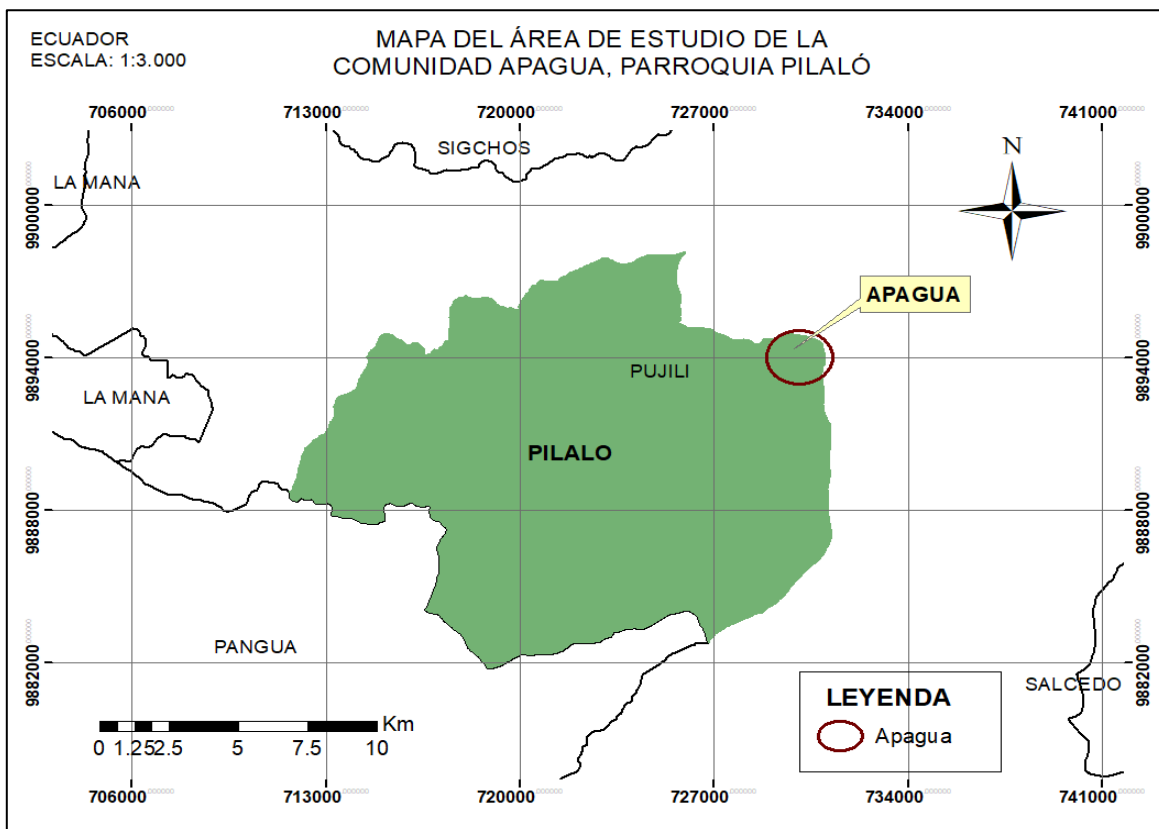 ECUADOR
ESCALA: 1:3.000
MAPA DEL ÁREA DE ESTUDIO DE LA
COMUNIDAD APAGUA, PARROQUIA PILALÓ
706000 713000 720000 727000 734000 741000
SIGCHOS
N
LA MANA
9900000 9900000
APAGUA
9894000 9894000
PUJILI
LA MANA
PILALO
9888000 9888000
PANGUA
9882000 9882000
SALCEDO
LEYENDA
Apagua
Km
0 1.25 2.5 5 7.5 10
706000 713000 720000 727000 734000 741000